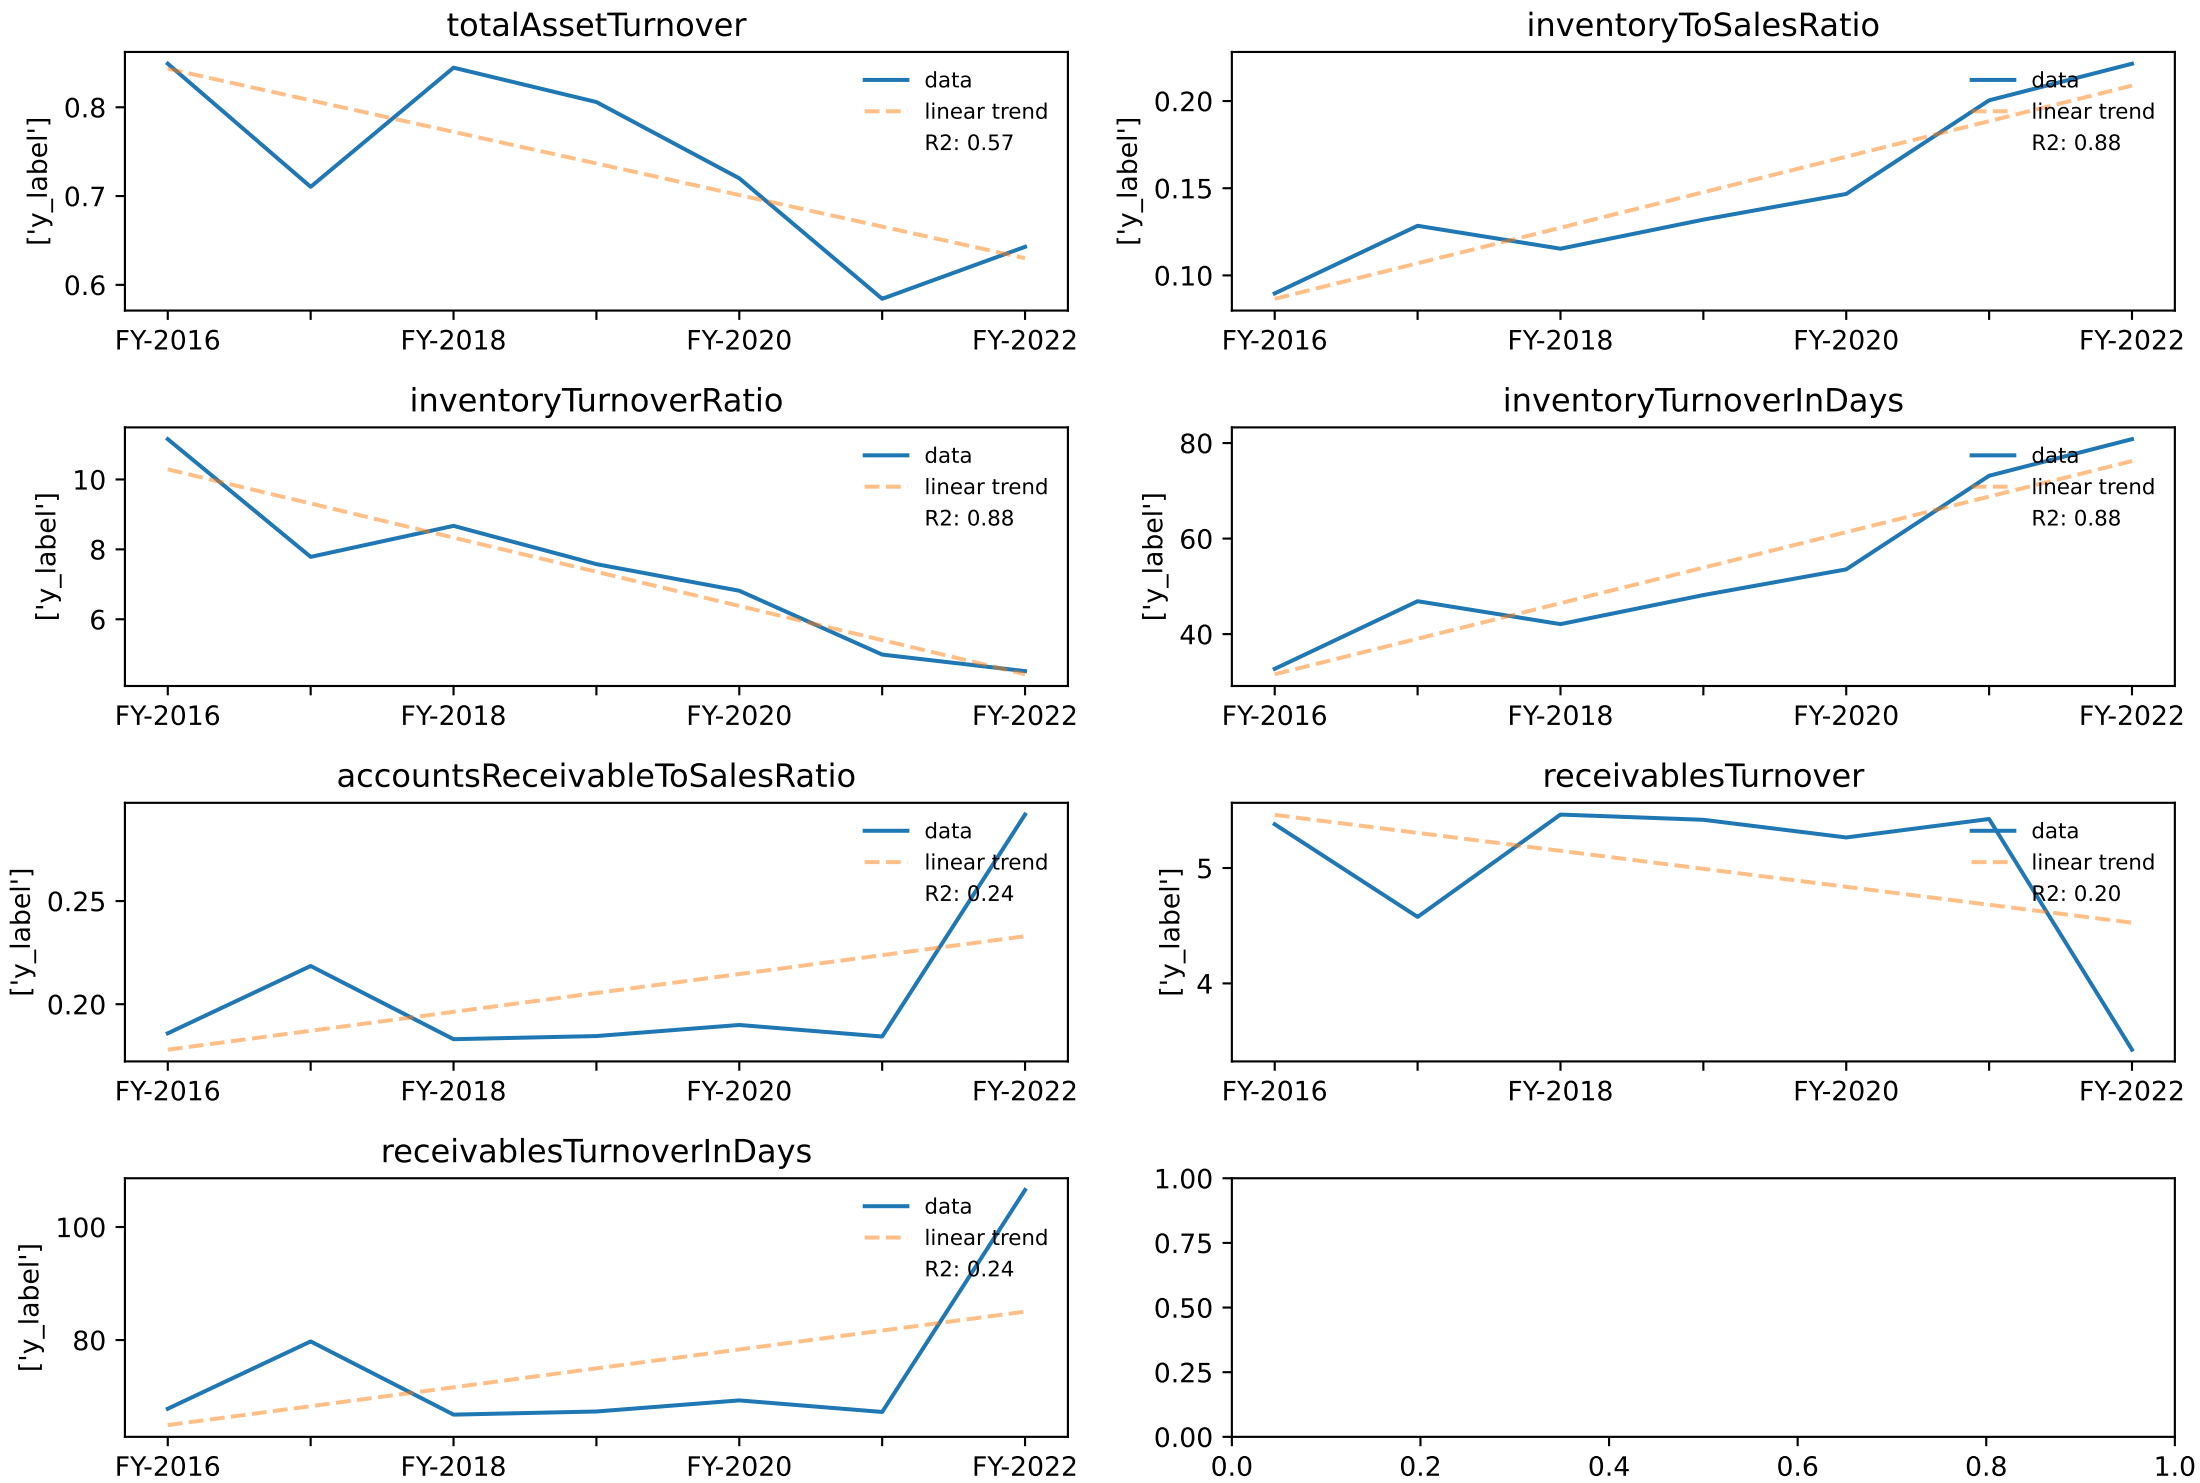 totalAssetTurnover
['y_label']
0.8
0.7
0.6
data
linear trend
R2: 0.57
FY-2016 FY-2018 FY-2020 FY-2022
inventoryToSalesRatio
['y_label']
0.20
0.15
0.10
data
linear trend
R2: 0.88
FY-2016 FY-2018 FY-2020 FY-2022
inventoryTurnoverRatio
['y_label']
10
8
6
data
linear trend
R2: 0.88
FY-2016 FY-2018 FY-2020 FY-2022
inventoryTurnoverInDays
['y_label']
80
60
40
data
linear trend
R2: 0.88
FY-2016 FY-2018 FY-2020 FY-2022
accountsReceivableToSalesRatio
['y_label']
0.25
0.20
data
linear trend
R2: 0.24
FY-2016 FY-2018 FY-2020 FY-2022
receivablesTurnover
['y_label']
5
4
data
linear trend
R2: 0.20
FY-2016 FY-2018 FY-2020 FY-2022
receivablesTurnoverInDays
['y_label']
100
80
data
linear trend
R2: 0.24
FY-2016 FY-2018 FY-2020 FY-2022
1.00
0.75
0.50
0.25
0.00
0.0 0.2 0.4 0.6 0.8 1.0